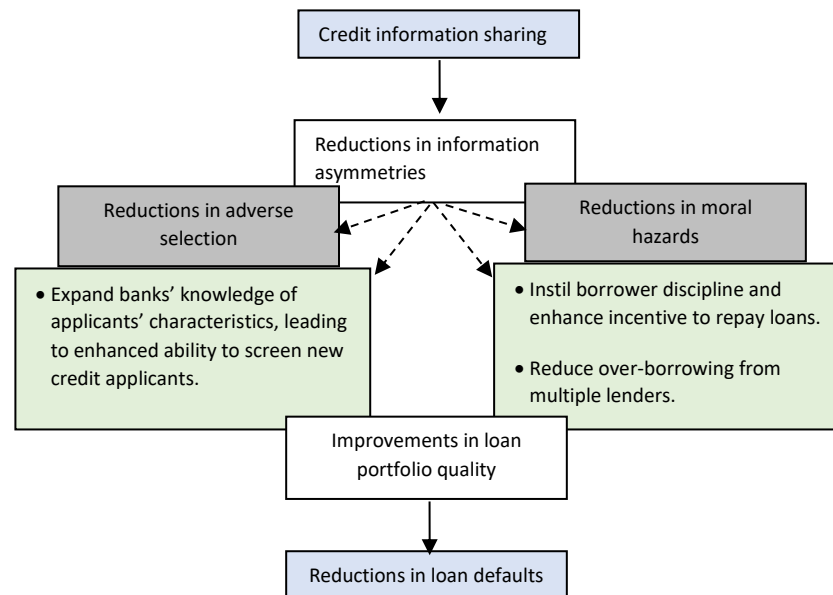 Credit information sharing
Reductions in information
asymmetries
Reductions in adverse
selection
Reductions in moral
hazards
• Expand banks’ knowledge of
applicants’ characteristics, leading
to enhanced ability to screen new
credit applicants.
• Instil borrower discipline and
enhance incentive to repay loans.
• Reduce over-borrowing from
multiple lenders.
Improvements in loan
portfolio quality
Reductions in loan defaults